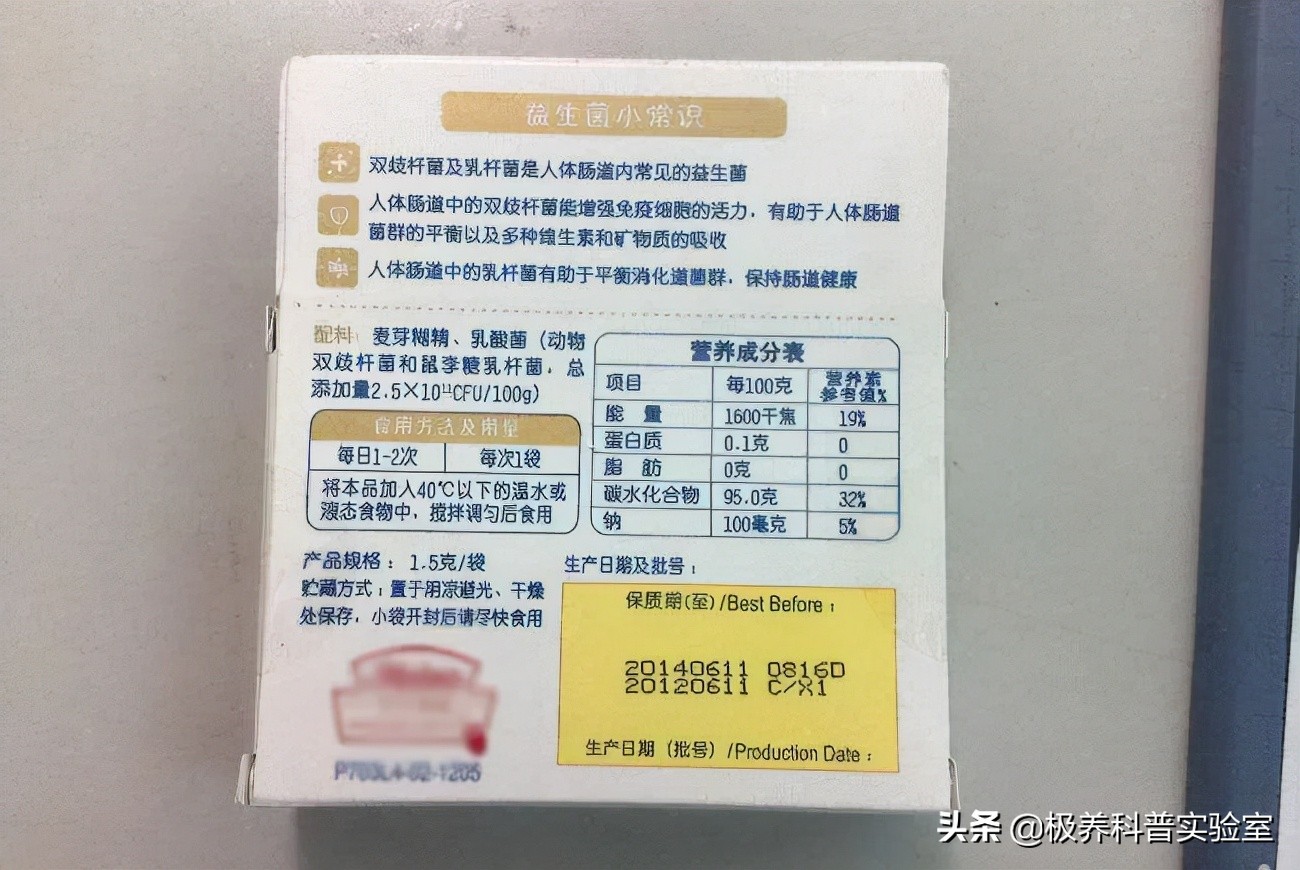 益生菌小常识
双歧杆菌及乳杆菌是人体肠道内常见的益生菌
人体肠道中的双歧杆菌能增强免疫细胞的活力，有助于人体肠道
菌群的平衡以及多种维生素和矿物质的吸收
人体肠道中的乳杆菌有助于平衡消化道菌群，保持肠道健康
配料：麦芽糊精、乳酸菌（动物
双歧杆菌和鼠李糖乳杆菌，总
添加量2.5×10¹¹CFU/100g）
食用方法及用量
每日1-2次 每次1袋
将本品加入40℃以下的温水或
液态食物中，搅拌调匀后食用
营养成分表
项目 每100克 营养素参考值%
能 量 1600千焦 19%
蛋白质 0.1克 0
脂 肪 0克 0
碳水化合物 95.0克 32%
钠 100毫克 5%
产品规格：1.5克/袋
贮藏方式：置于阴凉避光、干燥
处保存，小袋开封后请尽快食用
生产日期及批号：
保质期(至)/Best Before：
20140611 0816D
20120611 C/X1
生产日期（批号）/Production Date：
头条 @极养科普实验室